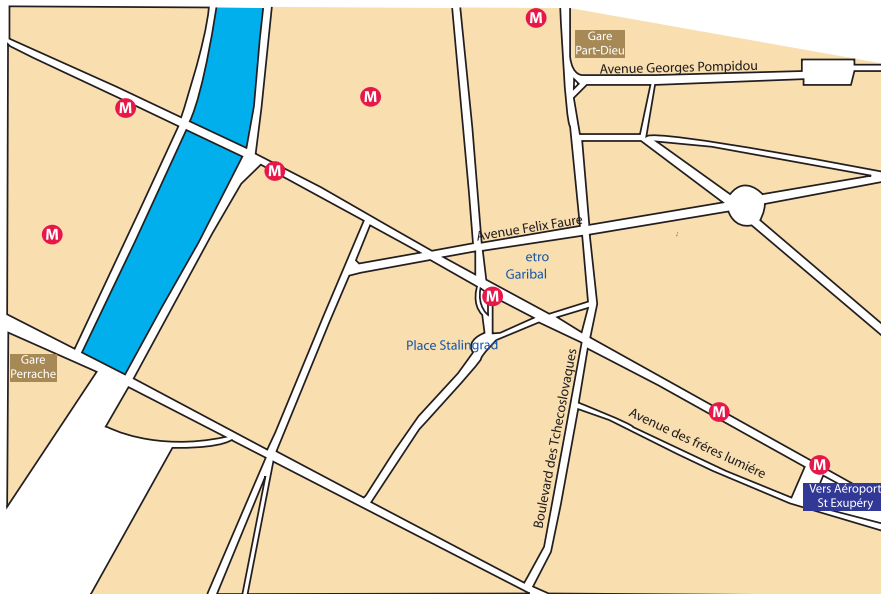 M
Gare
Part-Dieu
Avenue Georges Pompidou
M
M
M
Avenue Felix Faure
M
etro
Garibal
M
Place Stalingrad
Gare
Perrache
Boulevard des Tchecoslovaques
M
Avenue des fréres lumiére
M
Vers Aéroport
St Exupéry